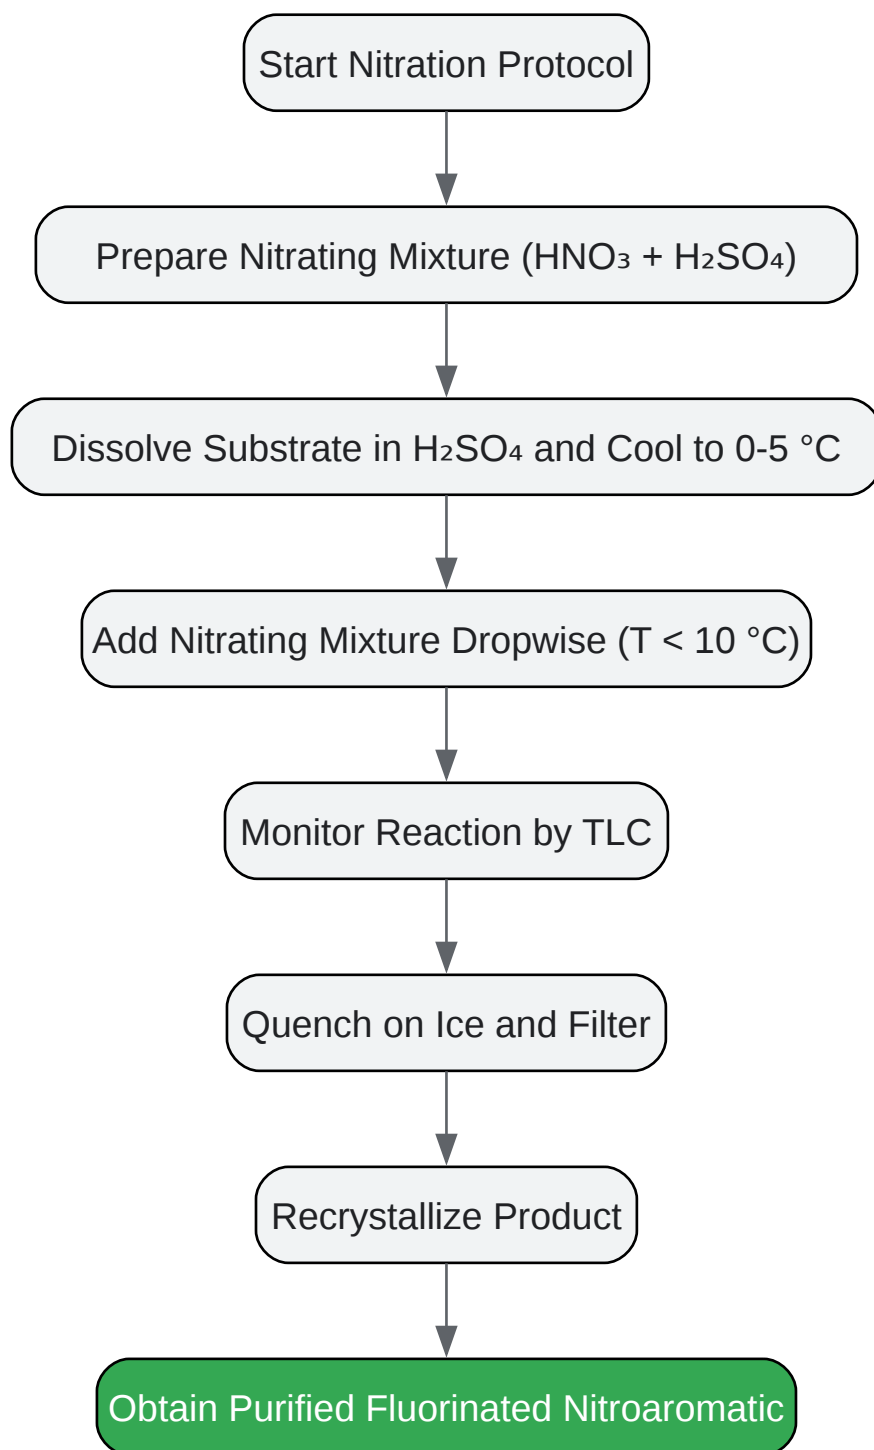 Start Nitration Protocol
Prepare Nitrating Mixture (HNO₃ + H₂SO₄)
Dissolve Substrate in H₂SO₄ and Cool to 0-5 °C
Add Nitrating Mixture Dropwise (T < 10 °C)
Monitor Reaction by TLC
Quench on Ice and Filter
Recrystallize Product
Obtain Purified Fluorinated Nitroaromatic